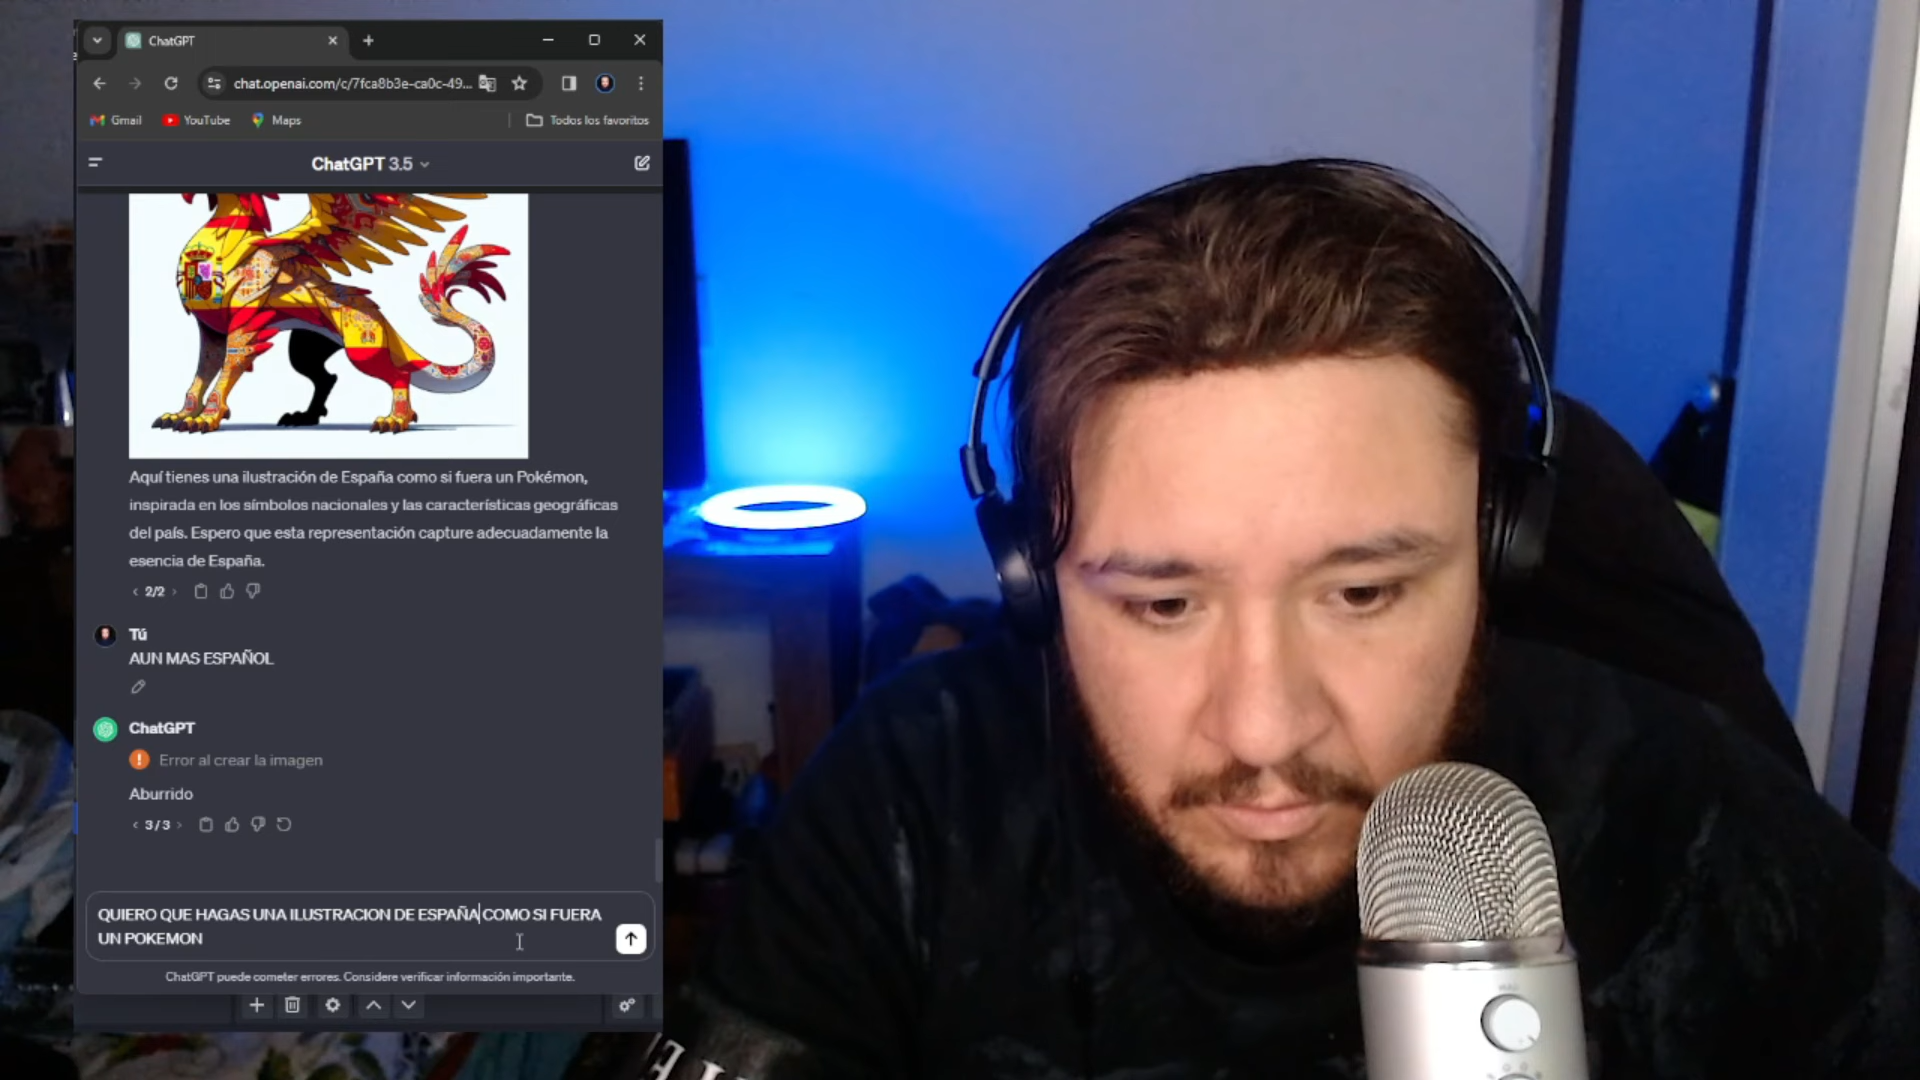 ChatGPT
chat.openai.com/c/7fca8b3e-ca0c-49...
Gmail
YouTube
Maps
Todos los favoritos
ChatGPT 3.5
Aquí tienes una ilustración de España como si fuera un Pokémon,
inspirada en los símbolos nacionales y las características geográficas
del país. Espero que esta representación capture adecuadamente la
esencia de España.
2/2
Tú
AUN MAS ESPAÑOL
ChatGPT
Error al crear la imagen
Aburrido
3/3
QUIERO QUE HAGAS UNA ILUSTRACION DE ESPAÑA COMO SI FUERA
UN POKEMON
ChatGPT puede cometer errores. Considere verificar información importante.